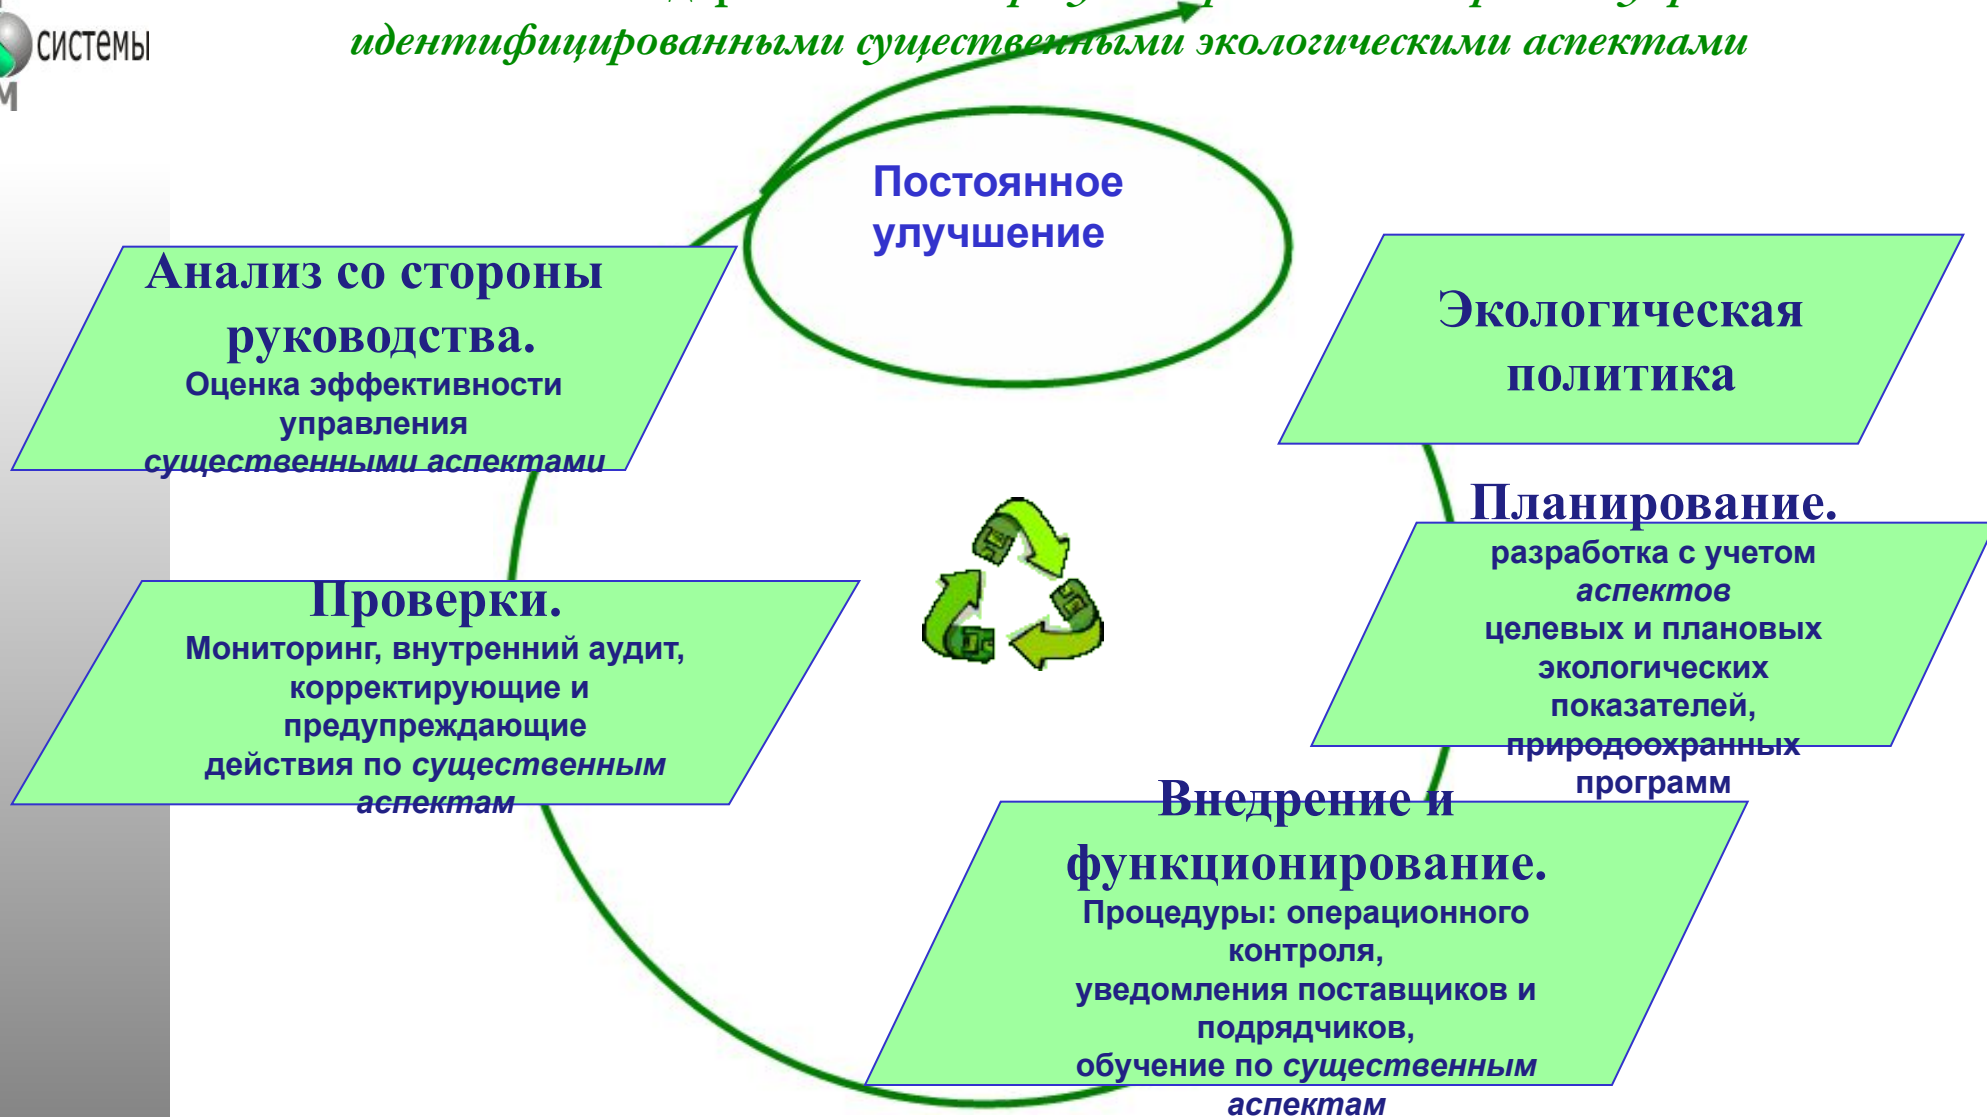 идентифицированными существенными экологическими аспектами
системы
м
Постоянное
улучшение
Анализ со стороны
руководства.
Оценка эффективности
управления
существенными аспектами
Экологическая
политика
Планирование.
разработка с учетом
аспектов
целевых и плановых
экологических
показателей,
природоохранных
программ
Проверки.
Мониторинг, внутренний аудит,
корректирующие и
предупреждающие
действия по существенным
аспектам
Внедрение и
функционирование.
Процедуры: операционного
контроля,
уведомления поставщиков и
подрядчиков,
обучение по существенным
аспектам